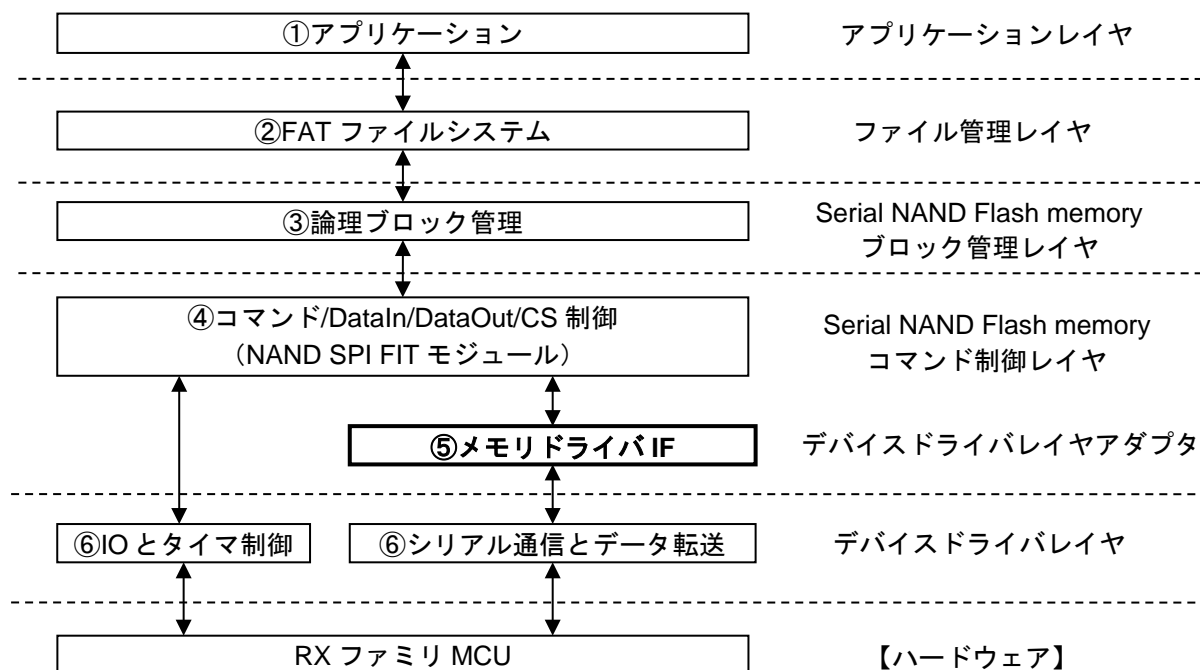 ①アプリケーション
アプリケーションレイヤ
②FAT ファイルシステム
ファイル管理レイヤ
③論理ブロック管理
Serial NAND Flash memory
ブロック管理レイヤ
④コマンド/DataIn/DataOut/CS 制御
(NAND SPI FIT モジュール)
Serial NAND Flash memory
コマンド制御レイヤ
⑤メモリドライバ IF
デバイスドライバレイヤアダプタ
⑥IO とタイマ制御
⑥シリアル通信とデータ転送
デバイスドライバレイヤ
RX ファミリ MCU
【ハードウェア】